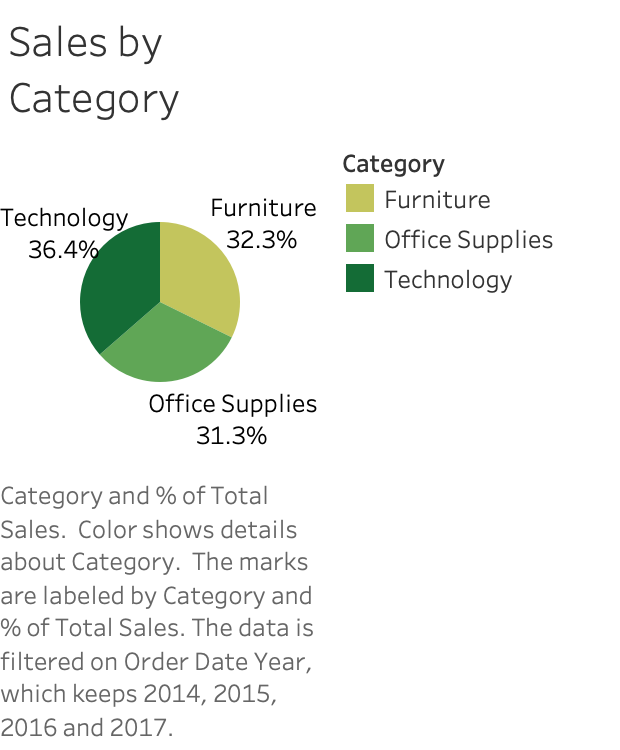 Sales by
Category
Category
Furniture
Office Supplies
Technology
Technology
36.4%
Furniture
32.3%
Office Supplies
31.3%
Category and % of Total
Sales.  Color shows details
about Category.  The marks
are labeled by Category and
% of Total Sales. The data is
filtered on Order Date Year,
which keeps 2014, 2015,
2016 and 2017.